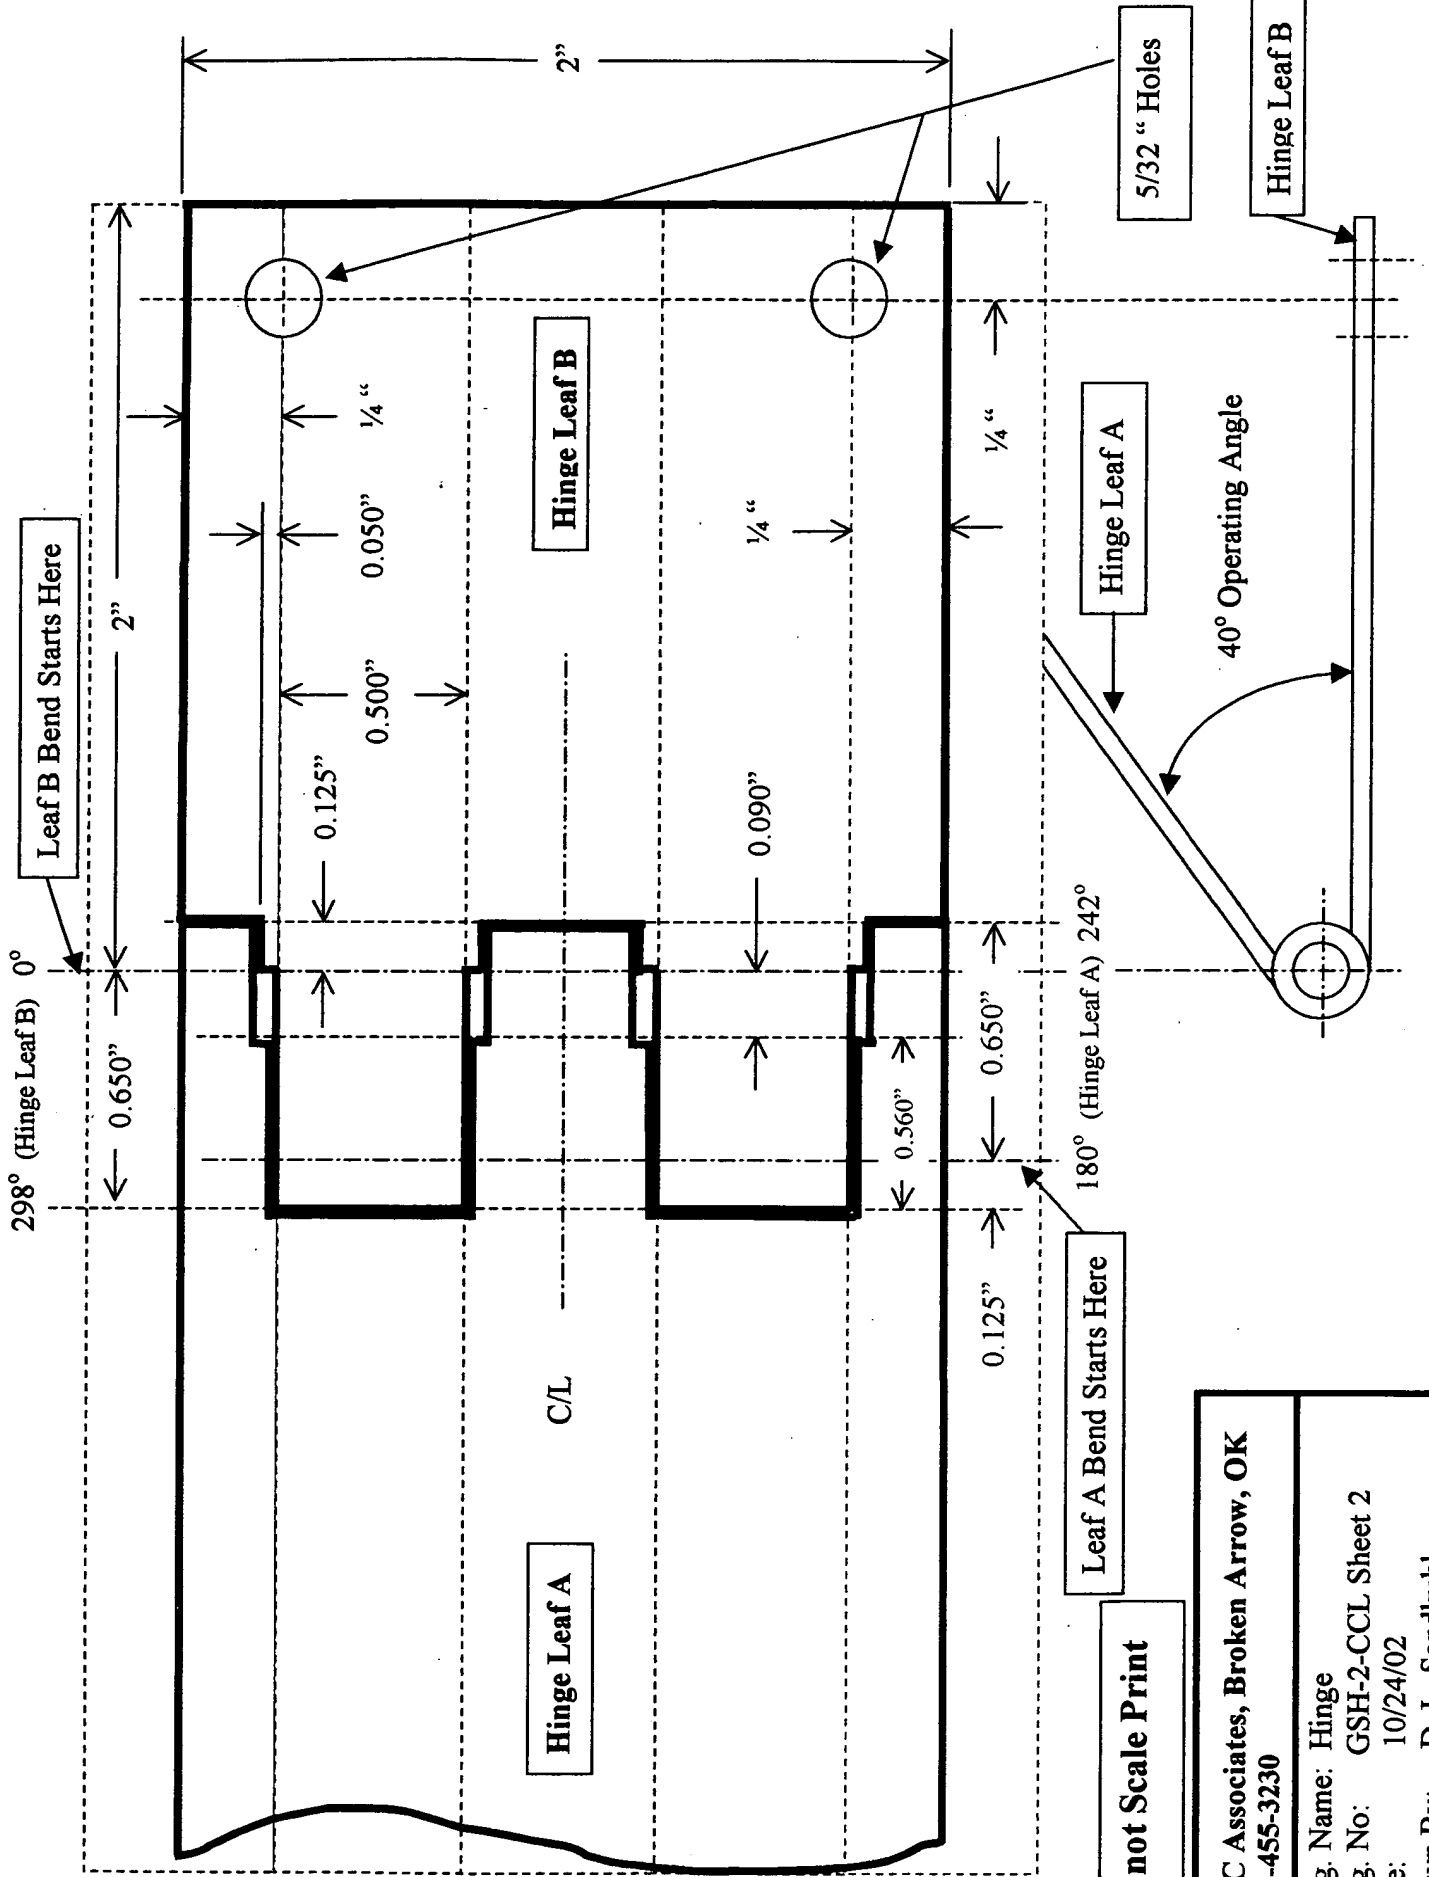 298° (Hinge Leaf B) 0°
Leaf B Bend Starts Here
0.650”
2”
2”
5/32 “ Holes
Hinge Leaf B
¼ “
0.050”
0.500”
0.125”
Hinge Leaf B
¼ “
0.090”
¼ “
0.560”
0.650”
0.125”
180° (Hinge Leaf A) 242°
Leaf A Bend Starts Here
C/L
Hinge Leaf A
Hinge Leaf A
40° Operating Angle
not Scale Print
C Associates, Broken Arrow, OK
-455-3230
g. Name: Hinge
g. No: GSH-2-CCL Sheet 2
e: 10/24/02